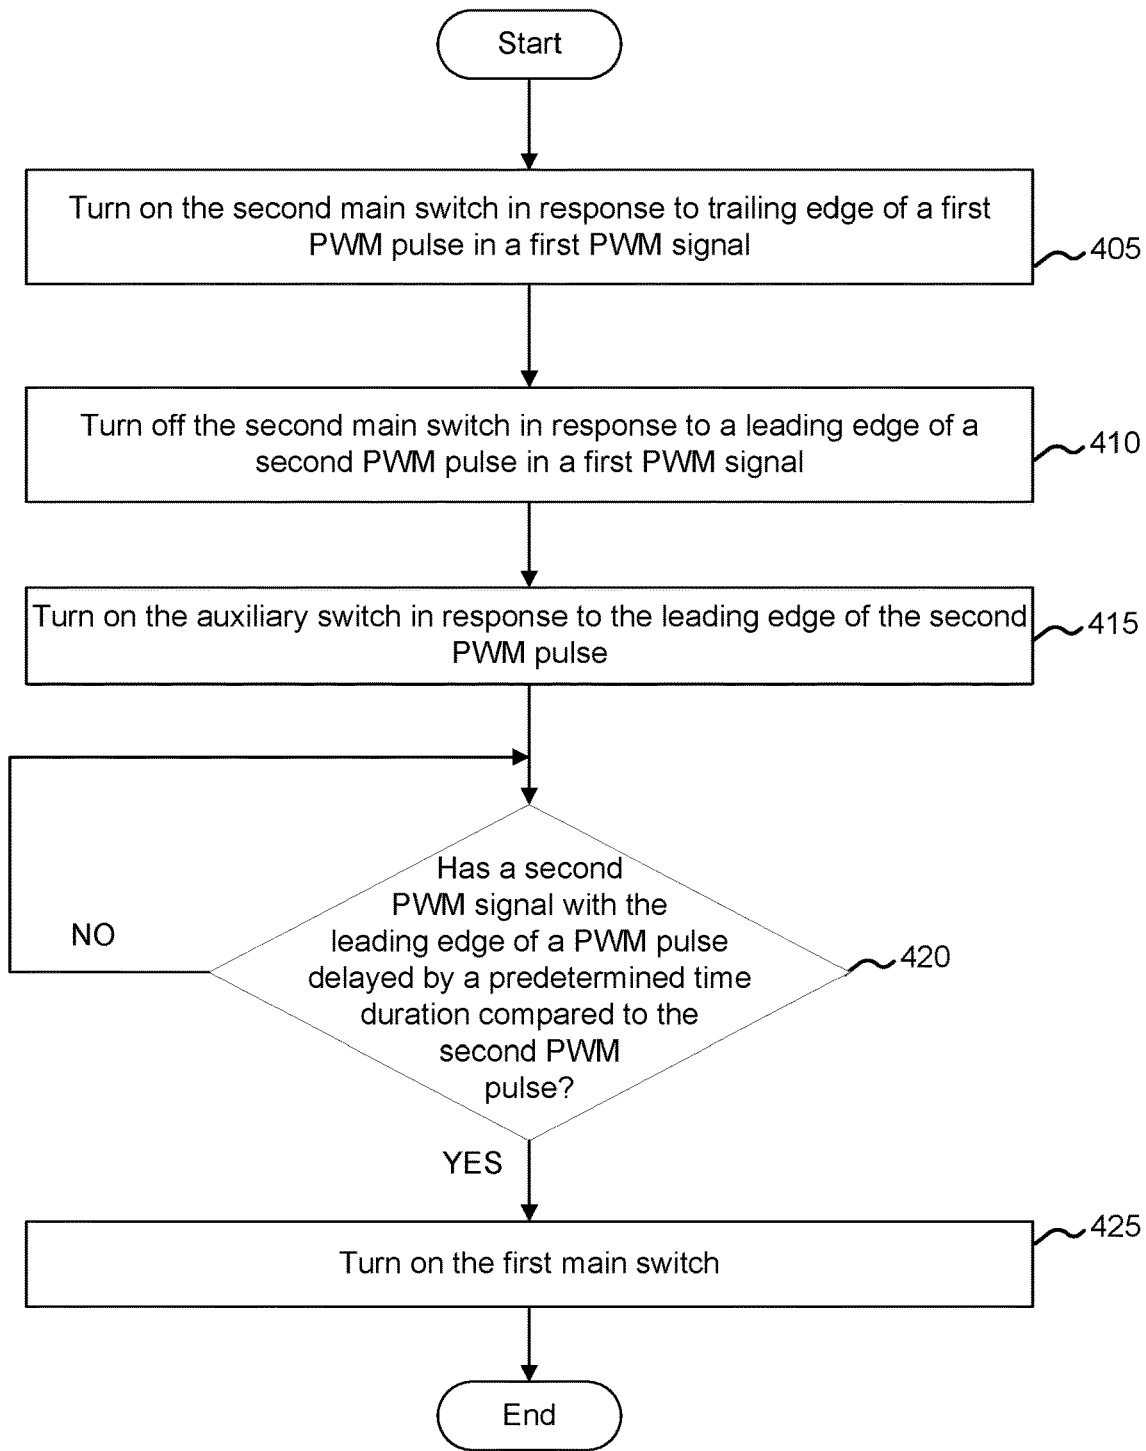 Start
Turn on the second main switch in response to trailing edge of a first
PWM pulse in a first PWM signal
405
Turn off the second main switch in response to a leading edge of a
second PWM pulse in a first PWM signal
410
Turn on the auxiliary switch in response to the leading edge of the second
PWM pulse
415
Has a second
PWM signal with the
leading edge of a PWM pulse
delayed by a predetermined time
duration compared to the
second PWM
pulse?
NO
420
YES
Turn on the first main switch
425
End